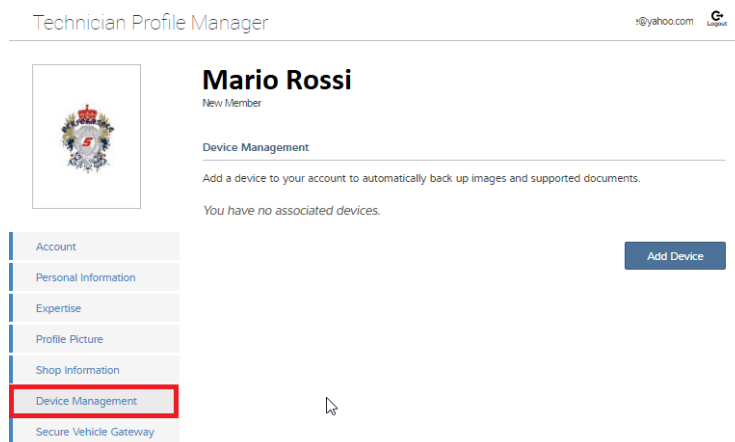 Technician Profile Manager
:@yahoo.com
Logout
Mario Rossi
New Member
Device Management
Add a device to your account to automatically back up images and supported documents.
You have no associated devices.
Add Device
Account
Personal Information
Expertise
Profile Picture
Shop Information
Device Management
Secure Vehicle Gateway